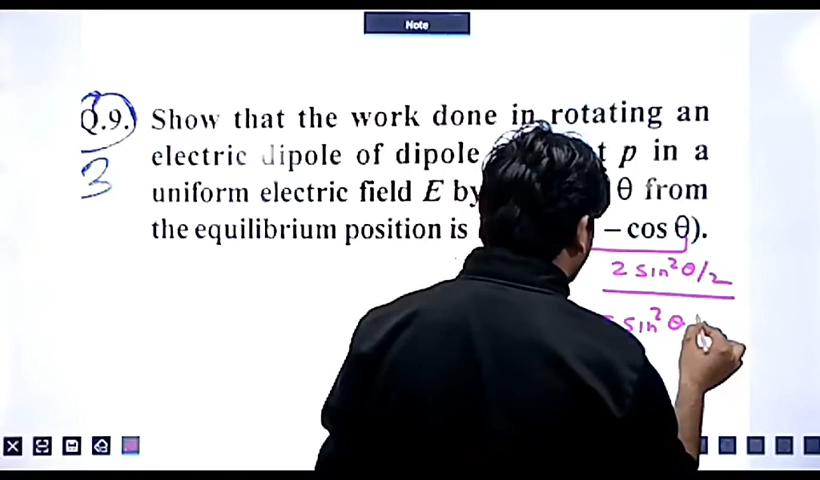 Note
Q.9. Show that the work done in rotating an
electric dipole of dipole p in a
uniform electric field E by θ from
the equilibrium position is – cos θ).
3
2 sin²θ/2
sin²θ